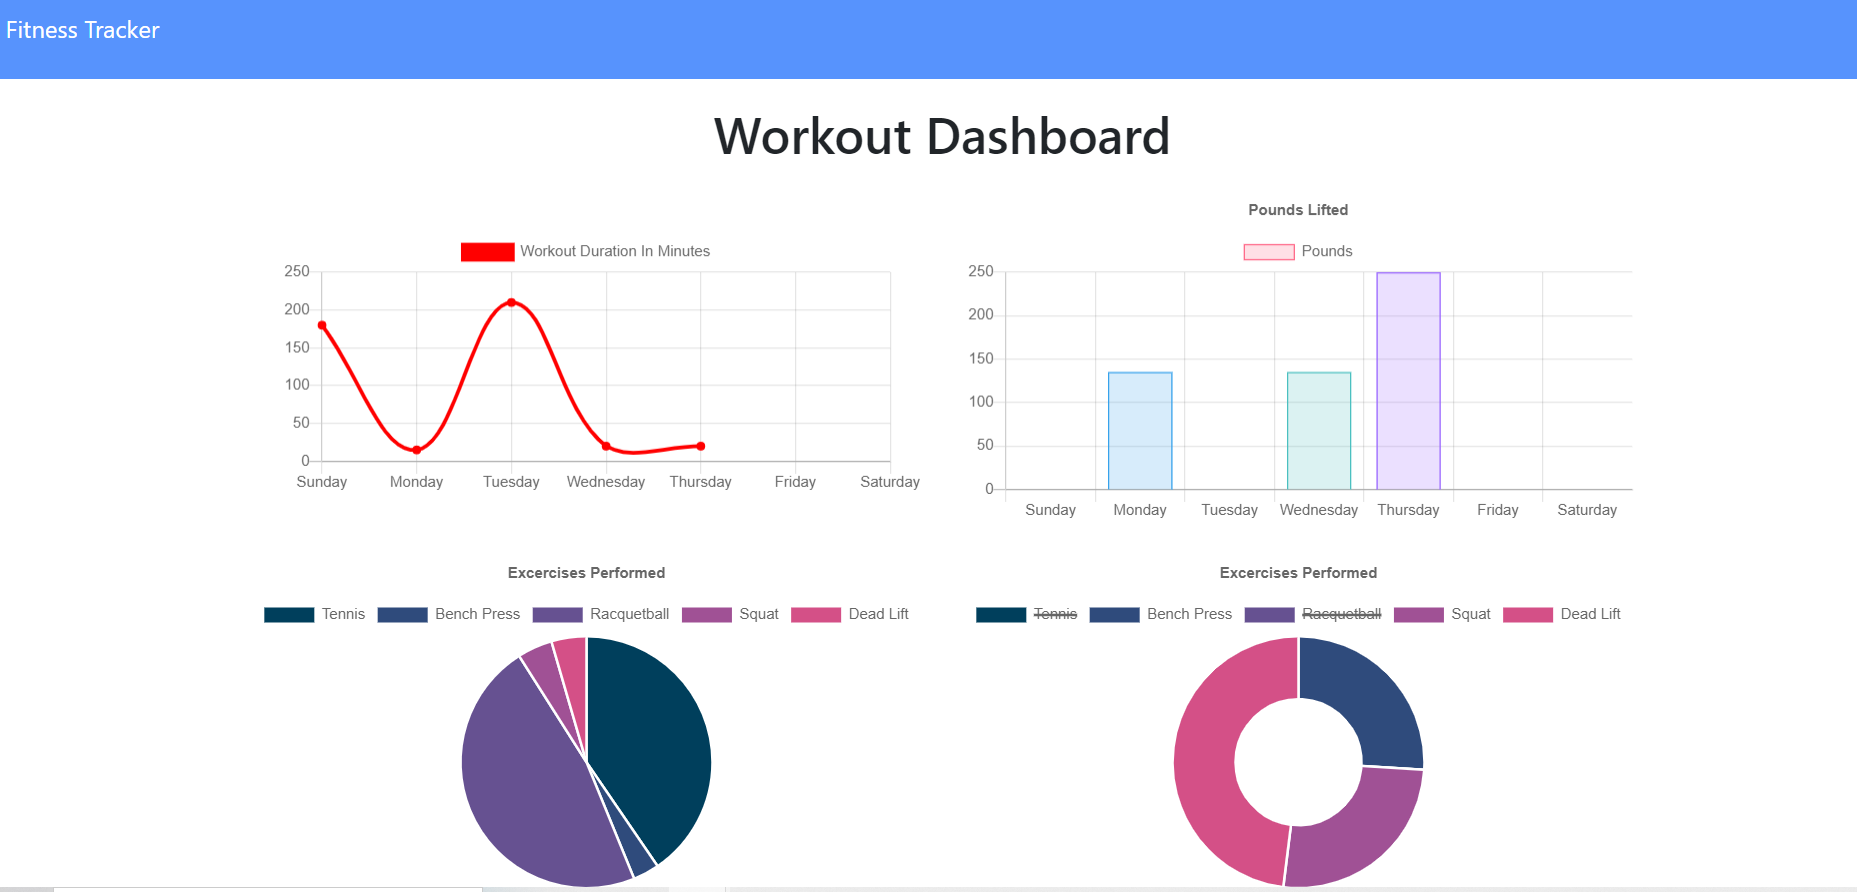 Fitness Tracker
Workout Dashboard
Workout Duration In Minutes
250
200
150
100
50
0
Sunday Monday Tuesday Wednesday Thursday Friday Saturday
Pounds Lifted
Pounds
250
200
150
100
50
0
Sunday Monday Tuesday Wednesday Thursday Friday Saturday
Excercises Performed
Tennis Bench Press Racquetball Squat Dead Lift
Excercises Performed
Tennis Bench Press Racquetball Squat Dead Lift